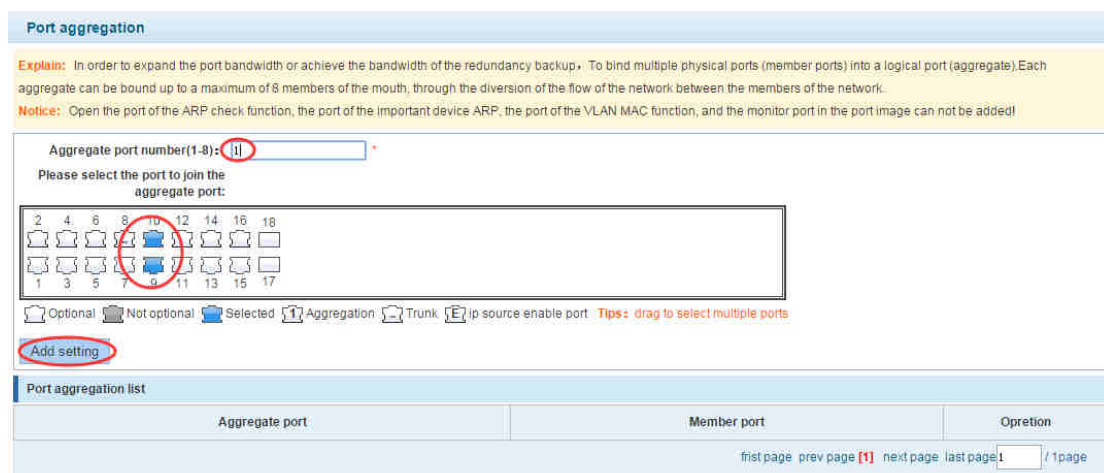 Port aggregation
Explain: In order to expand the port bandwidth or achieve the bandwidth of the redundancy backup, To bind multiple physical ports (member ports) into a logical port (aggregate).Each
aggregate can be bound up to a maximum of 8 members of the mouth, through the diversion of the flow of the network between the members of the network.
Notice: Open the port of the ARP check function, the port of the important device ARP, the port of the VLAN MAC function, and the monitor port in the port image can not be added!
Aggregate port number(1-8): 1 *
Please select the port to join the
aggregate port:
2 4 6 8 10 12 14 16 18
1 3 5 7 9 11 13 15 17
Optional Not optional Selected 1 Aggregation Trunk E ip source enable port Tips: drag to select multiple ports
Add setting
Port aggregation list
Aggregate port Member port Opretion
frist page prev page [1] next page last page 1 / 1page